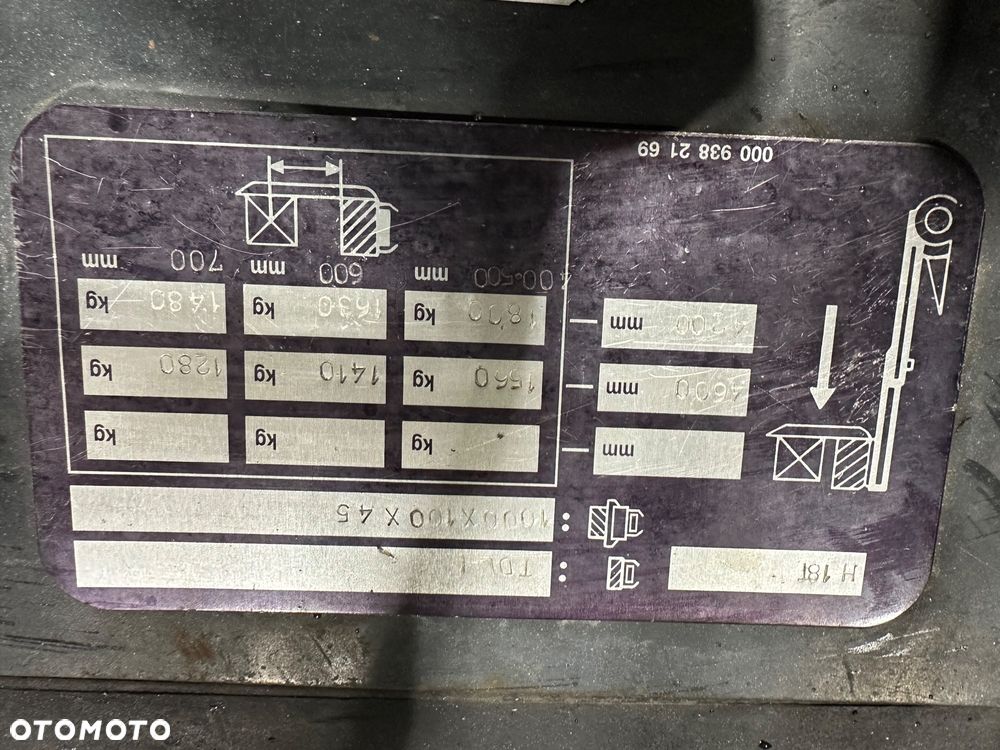 H 18T
: 1000X100X45
mm kg kg kg
4600 mm 1560 kg 1410 kg 1280 kg
4200 mm 1800 kg 1630 kg 1480 kg
400-500 mm 600 mm 700 mm
000 938 21 69
OTOMOTO